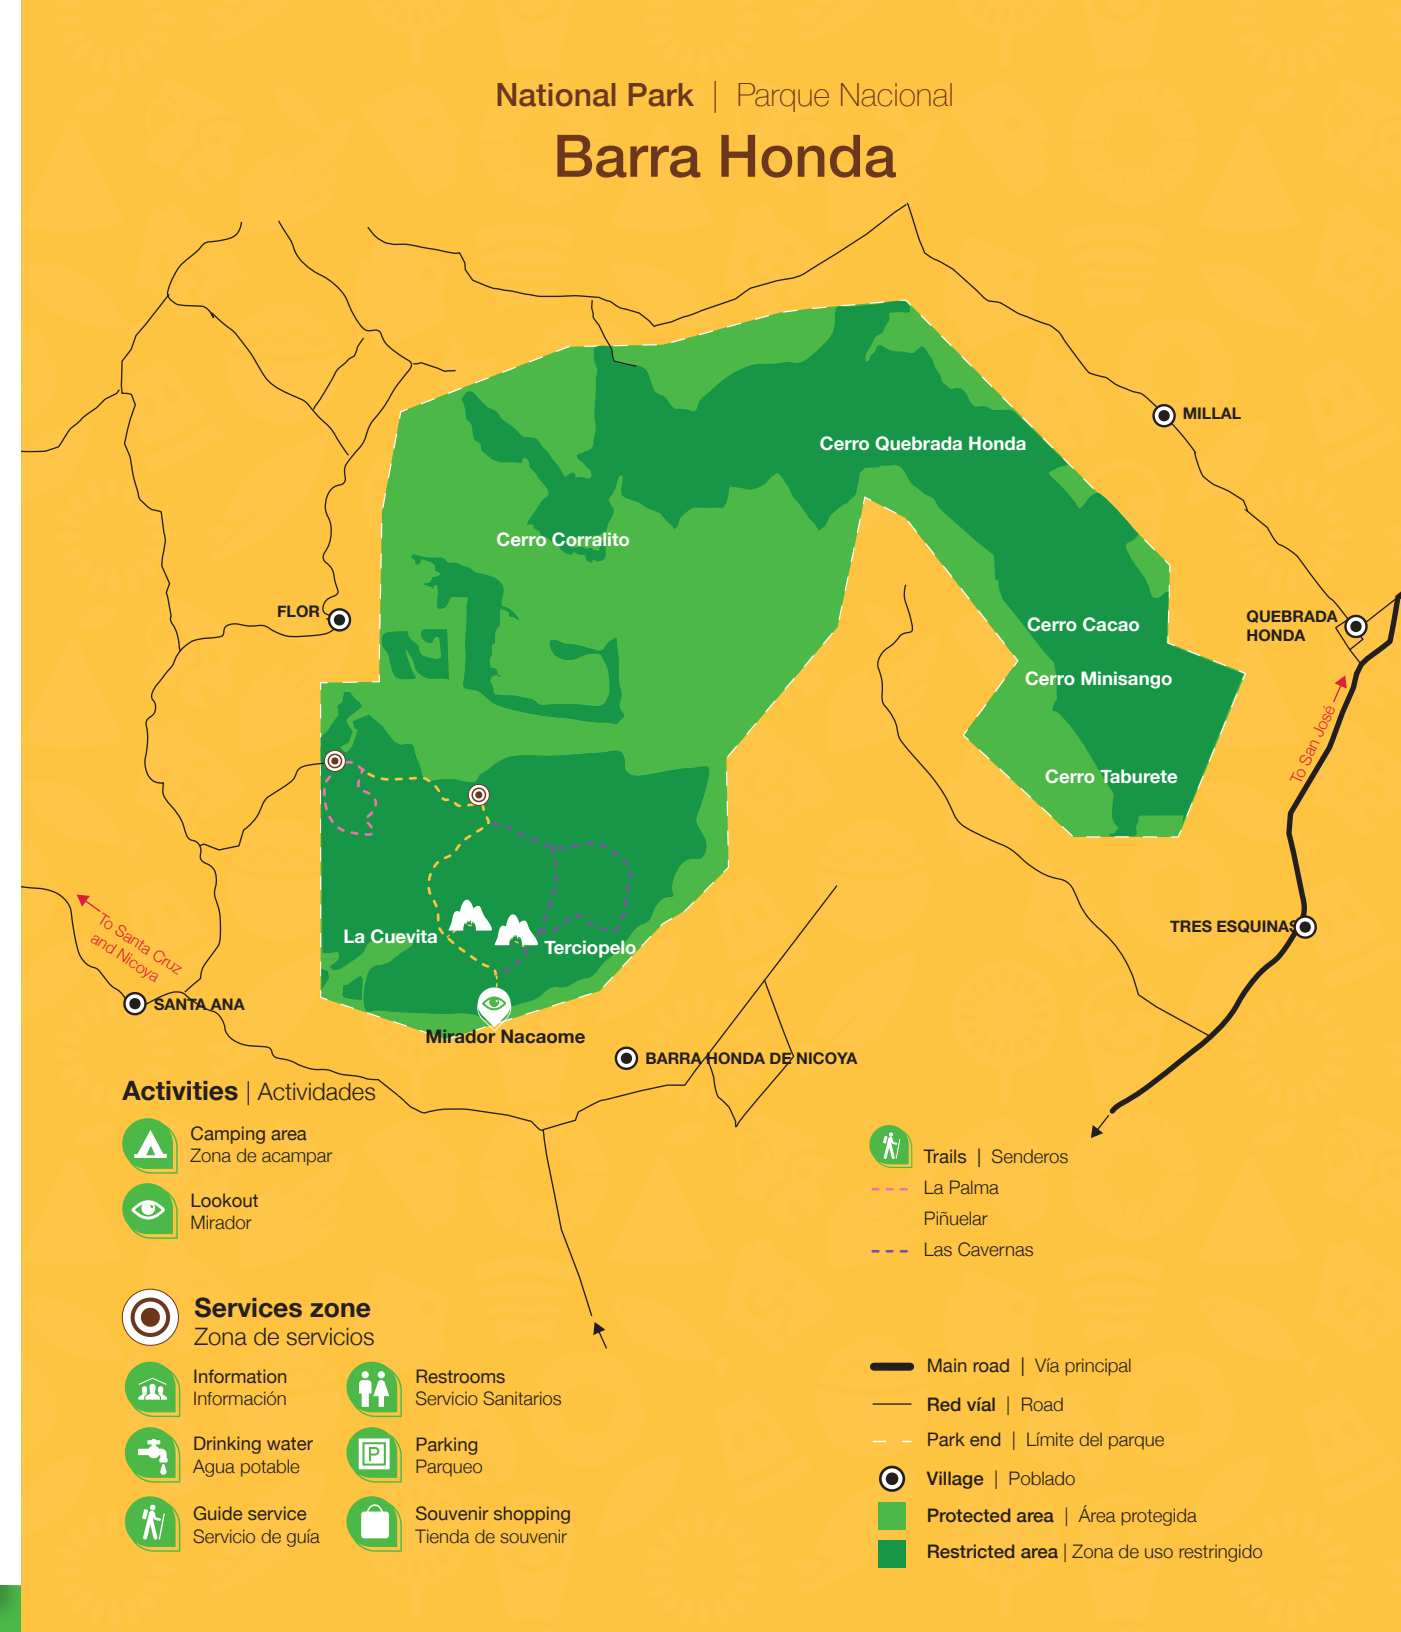 National Park | Parque Nacional
Barra Honda
MILLAL
Cerro Quebrada Honda
Cerro Corralito
FLOR
QUEBRADA
HONDA
Cerro Cacao
Cerro Minisango
To San José
Cerro Taburete
To Santa Cruz
and Nicoya
La Cuevita
Terciopelo
TRES ESQUINAS
SANTA ANA
Mirador Nacaome
BARRA HONDA DE NICOYA
Activities | Actividades
Camping area
Zona de acampar
Lookout
Mirador
Trails | Senderos
La Palma
Piñuelar
Las Cavernas
Services zone
Zona de servicios
Information
Información
Restrooms
Servicio Sanitarios
Drinking water
Agua potable
P
Parking
Parqueo
Guide service
Servicio de guía
Souvenir shopping
Tienda de souvenir
Main road | Vía principal
Red víal | Road
Park end | Límite del parque
Village | Poblado
Protected area | Área protegida
Restricted area | Zona de uso restringido